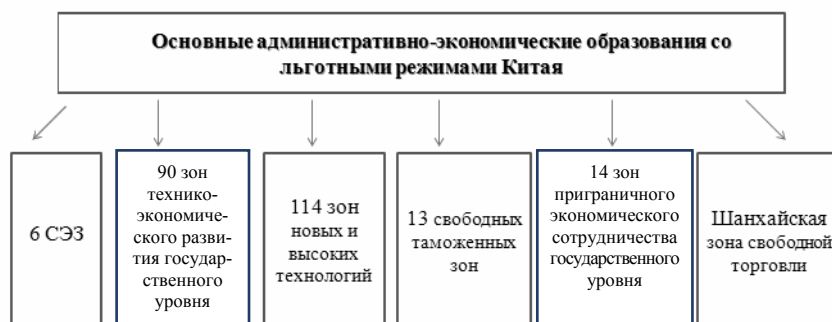 Основные административно-экономические образования со
льготными режимами Китая
6 СЭЗ
90 зон
технико-
экономиче-
ского разви-
тия государ-
ственного
уровня
114 зон
новых и
высоких
технологий
13 свободных
таможенных
зон
14 зон
приграничного
экономического
сотрудничества
государственного
уровня
Шанхайская
зона свободной
торговли